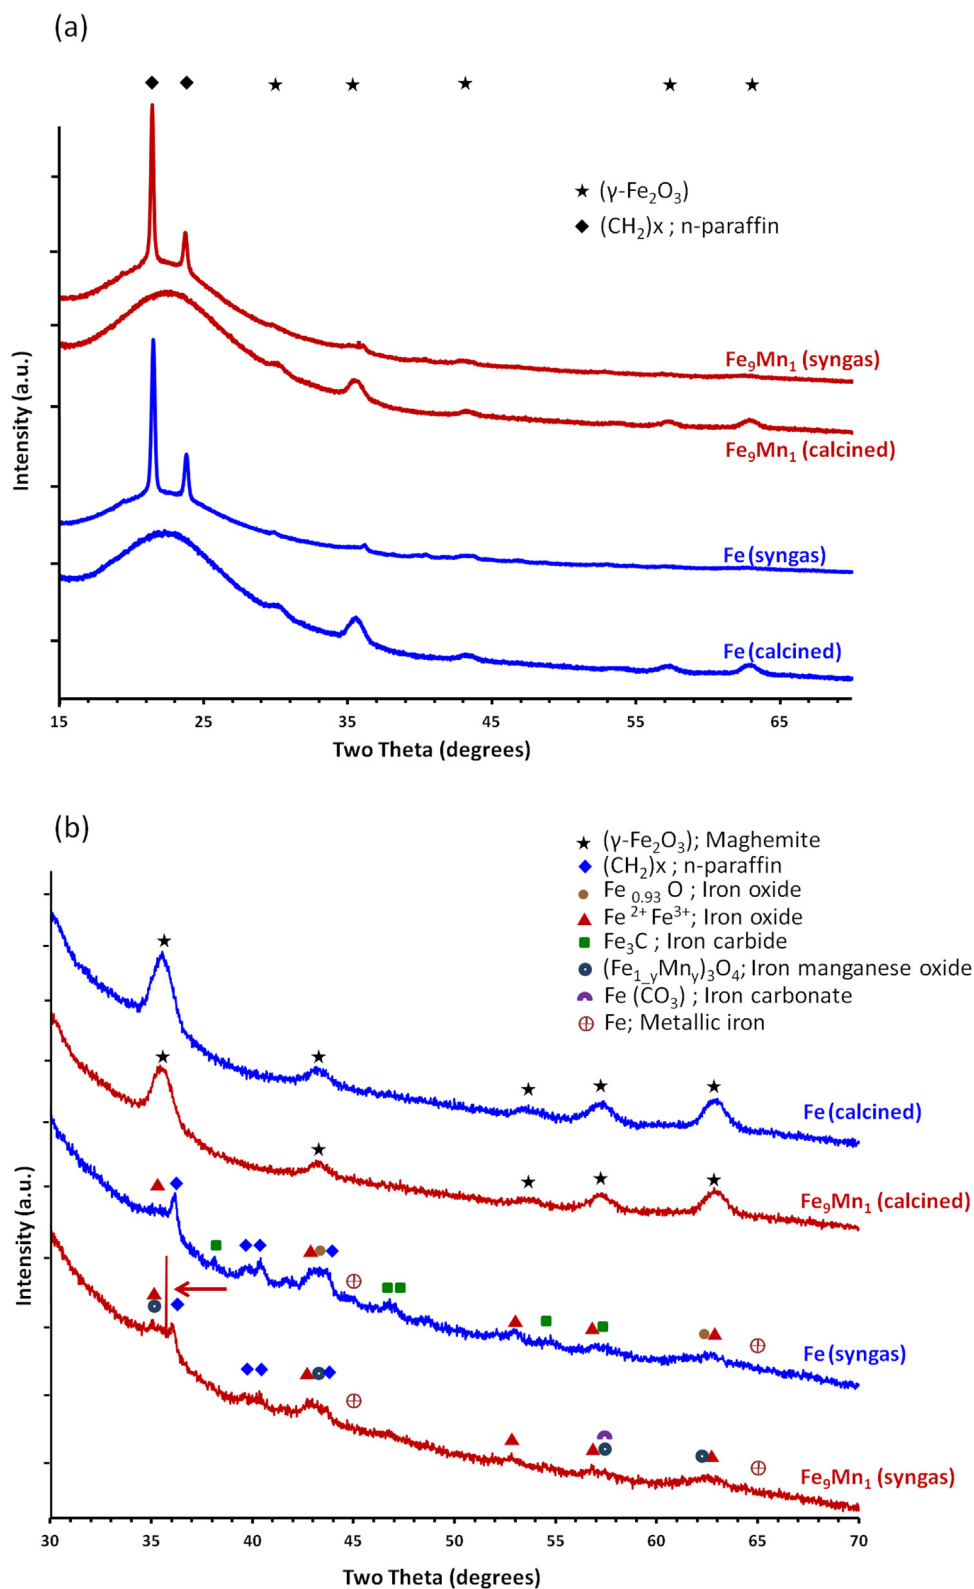 (a)
★ (γ-Fe₂O₃)
◆ (CH₂)x ; n-paraffin
Fe₉Mn₁ (syngas)
Fe₉Mn₁ (calcined)
Fe (syngas)
Fe (calcined)
Intensity (a.u.)
15 25 35 45 55 65
Two Theta (degrees)
(b)
★ (γ-Fe₂O₃); Maghemite
◆ (CH₂)x ; n-paraffin
● Fe ₀.₉₃ O ; Iron oxide
▲ Fe ²⁺ Fe³⁺; Iron oxide
■ Fe₃C ; Iron carbide
(Fe₁_yMny)₃O₄; Iron manganese oxide
Fe (CO₃) ; Iron carbonate
⊕ Fe; Metallic iron
Fe (calcined)
Fe₉Mn₁ (calcined)
Fe (syngas)
Fe₉Mn₁ (syngas)
Intensity (a.u.)
30 35 40 45 50 55 60 65 70
Two Theta (degrees)